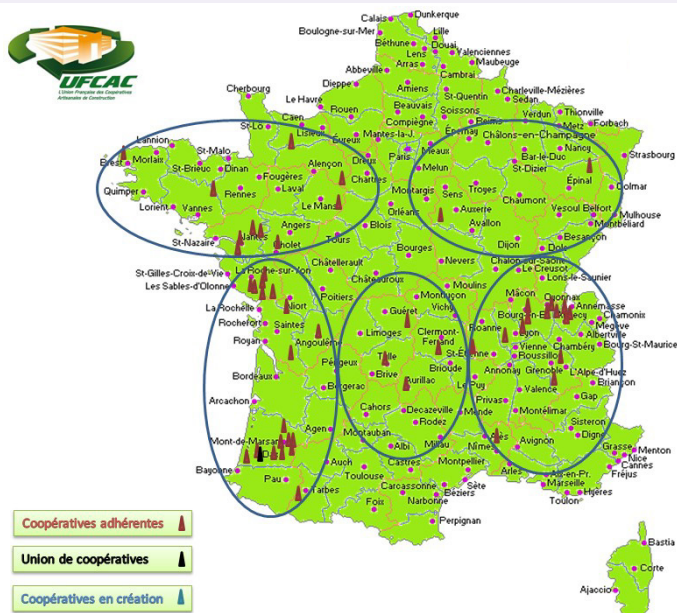 UFCAC
L'Union Française des Coopératives
Artisanales de Construction
Calais
Dunkerque
Boulogne-sur-Mer
Lille
Béthune
Douai
Lens
Valenciennes
Arras
Maubeuge
Abbeville
Cambrai
Dieppe
Amiens
St-Quentin
Charleville-Mézières
Cherbourg
Sedan
Le Havre
Rouen
Beauvais
Soissons
Compiègne
Reims
Verdun
Thionville
Caen
Forbach
St-Lo
Lisieux
Évreux
Mantes-la-J.
Épernay
Châlons-en-Champagne
Metz
Lannion
Paris
Meaux
Nancy
Brest
Morlaix
St-Malo
Dreux
Bar-le-Duc
Strasbourg
St-Brieuc
Dinan
Alençon
Melun
St-Dizier
Fougères
Chartres
Épinal
Quimper
Rennes
Laval
Montargis
Sens
Troyes
Colmar
Lorient
Vannes
Le Mans
Orléans
Auxerre
Chaumont
Vesoul
Belfort
Mulhouse
Angers
Blois
Avallon
Montbéliard
St-Nazaire
Nantes
Cholet
Tours
Dijon
Besançon
Bourges
Dole
Nevers
Chalon-sur-Saône
St-Gilles-Croix-de-Vie
La Roche-sur-Yon
Châtellerault
Le Creusot
Châteauroux
Lons-le-Saunier
Les Sables-d'Olonne
Poitiers
Moulins
Montluçon
Mâcon
Oyonnax
La Rochelle
Niort
Vichy
Annemasse
Guéret
Bourg-en-B
Chamonix
Rochefort
Saintes
Limoges
Clermont-Ferrand
Roanne
Lyon
Megève
Albertville
Royan
Angoulême
St-Étienne
Vienne
Chambéry
Bourg-St-Maurice
Tulle
Roussillon
Périgueux
Brive
Brioude
Annonay
Grenoble
L'Alpe-d'Huez
Bordeaux
Bergerac
Aurillac
Le Puy
Valence
Briançon
Arcachon
Privas
Gap
Cahors
Decazeville
Mende
Montélimar
Agen
Rodez
Sisteron
Mont-de-Marsan
Montauban
Alès
Digne
Albi
Millau
Avignon
Grasse
Menton
Nîmes
Nice
Bayonne
Auch
Castres
Montpellier
Arles
Aix-en-Pr.
Cannes
Pau
Toulouse
Fréjus
Tarbes
Carcassonne
Sète
Marseille
Hyères
Béziers
Toulon
Foix
Narbonne
Perpignan
Bastia
Corte
Ajaccio
Coopératives adhérentes
Union de coopératives
Coopératives en création